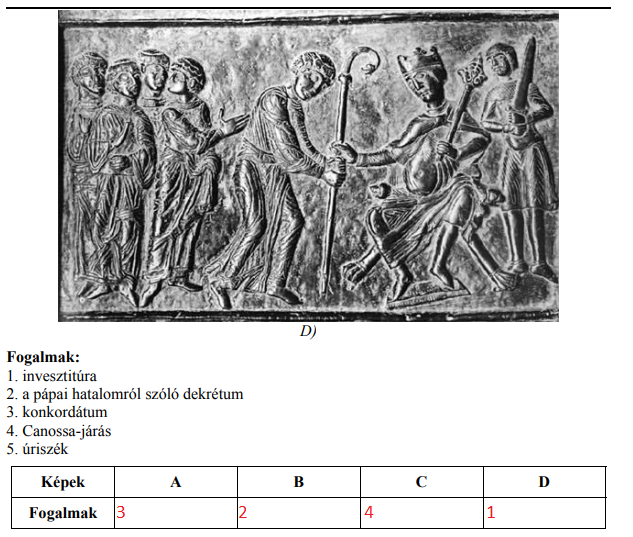 D)
Fogalmak:
1. invesztitúra
2. a pápai hatalomról szóló dekrétum
3. konkordátum
4. Canossa-járás
5. úriszék
Képek A B C D
Fogalmak 3 2 4 1